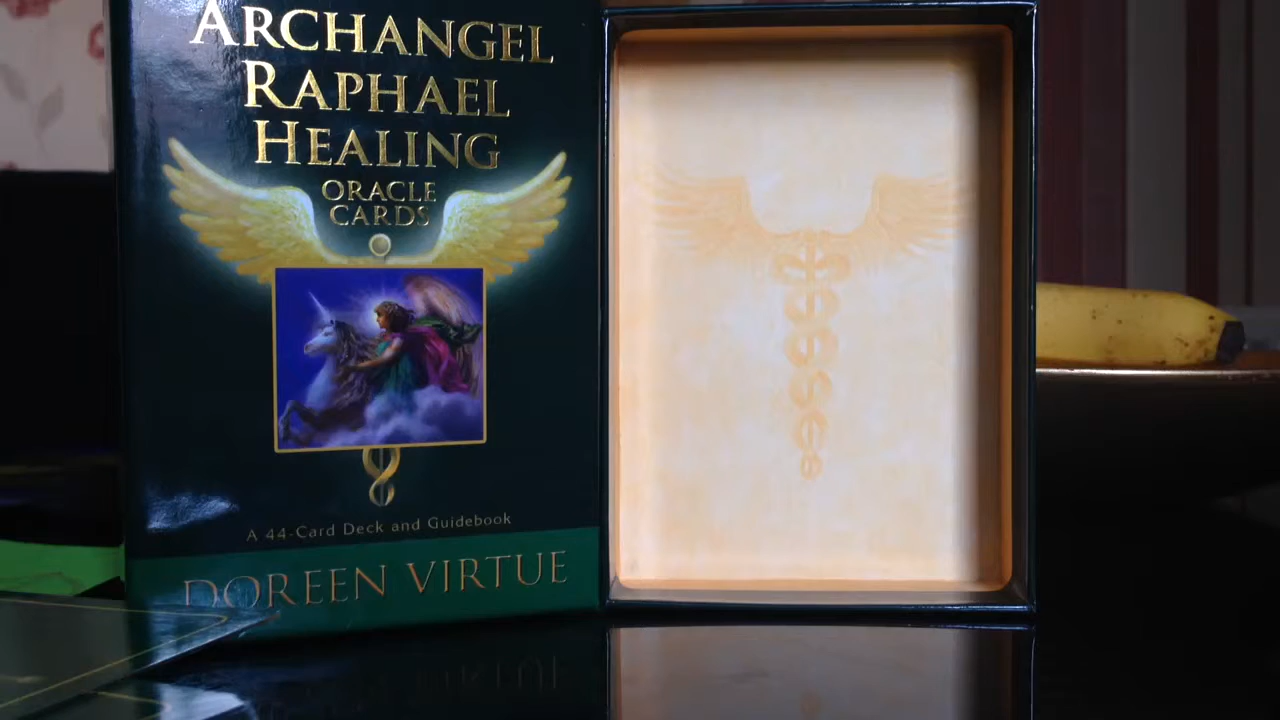 ARCHANGEL
RAPHAEL
HEALING
ORACLE
CARDS
A 44-Card Deck and Guidebook
DOREEN VIRTUE